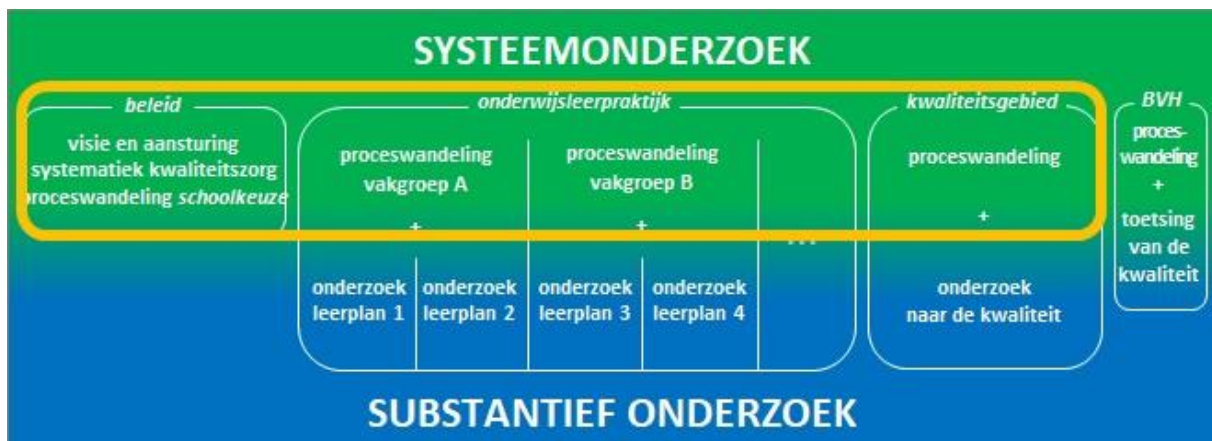 SYSTEEMONDERZOEK
beleid
visie en aansturing
systematiek kwaliteitszorg
proceswandeling schoolkeuze
onderwijsleerpraktijk
proceswandeling
vakgroep A
+
onderzoek
leerplan 1
onderzoek
leerplan 2
proceswandeling
vakgroep B
+
onderzoek
leerplan 3
onderzoek
leerplan 4
...
kwaliteitsgebied
proceswandeling
+
onderzoek
naar de kwaliteit
BVH
proces-
wandeling
+
toetsing
van de
kwaliteit
SUBSTANTIEF ONDERZOEK